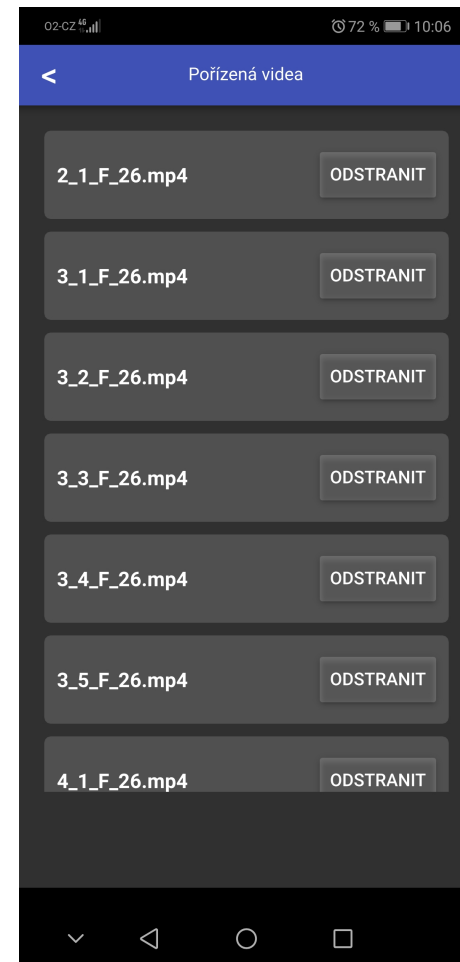 O2-CZ 4G 72 % 10:06
< Pořízená videa
2_1_F_26.mp4 ODSTRANIT
3_1_F_26.mp4 ODSTRANIT
3_2_F_26.mp4 ODSTRANIT
3_3_F_26.mp4 ODSTRANIT
3_4_F_26.mp4 ODSTRANIT
3_5_F_26.mp4 ODSTRANIT
4_1_F_26.mp4 ODSTRANIT